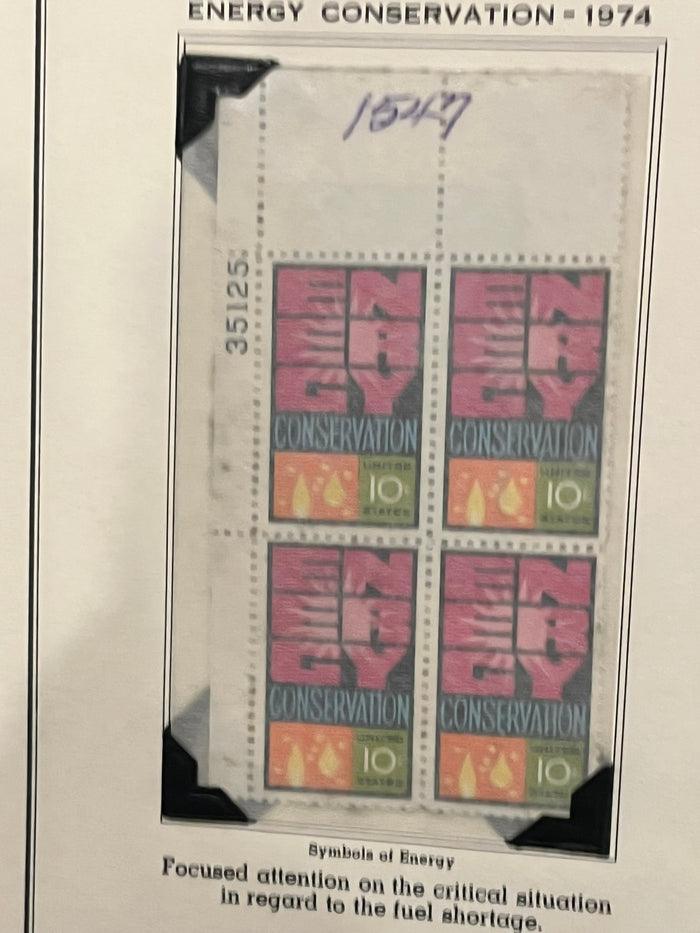 ENERGY CONSERVATION - 1974
1547
35125
ENERGY
CONSERVATION
UNITED
10c
STATES
ENERGY
CONSERVATION
UNITED
10c
STATES
ENERGY
CONSERVATION
UNITED
10c
STATES
ENERGY
CONSERVATION
UNITED
10c
STATES
Symbols of Energy
Focused attention on the critical situation
in regard to the fuel shortage.